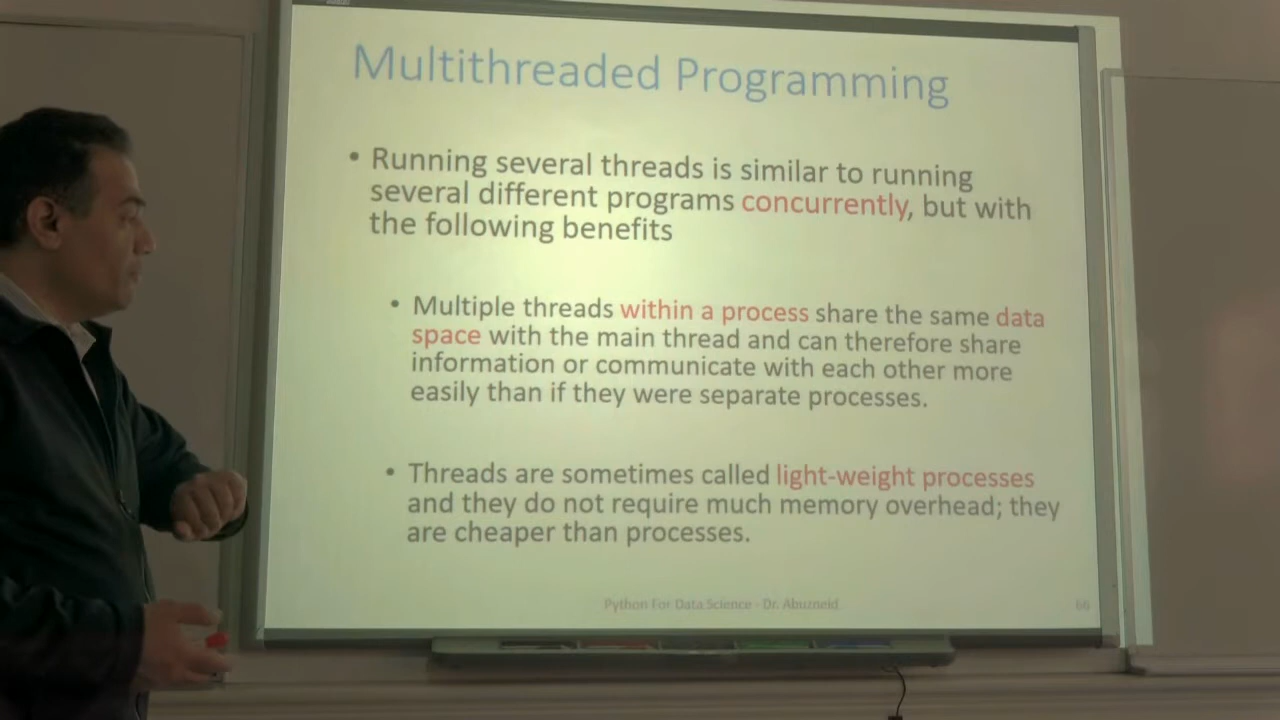 Multithreaded Programming
• Running several threads is similar to running
several different programs concurrently, but with
the following benefits
• Multiple threads within a process share the same data
space with the main thread and can therefore share
information or communicate with each other more
easily than if they were separate processes.
• Threads are sometimes called light-weight processes
and they do not require much memory overhead; they
are cheaper than processes.
Python For Data Science - Dr. Abuzneid
66